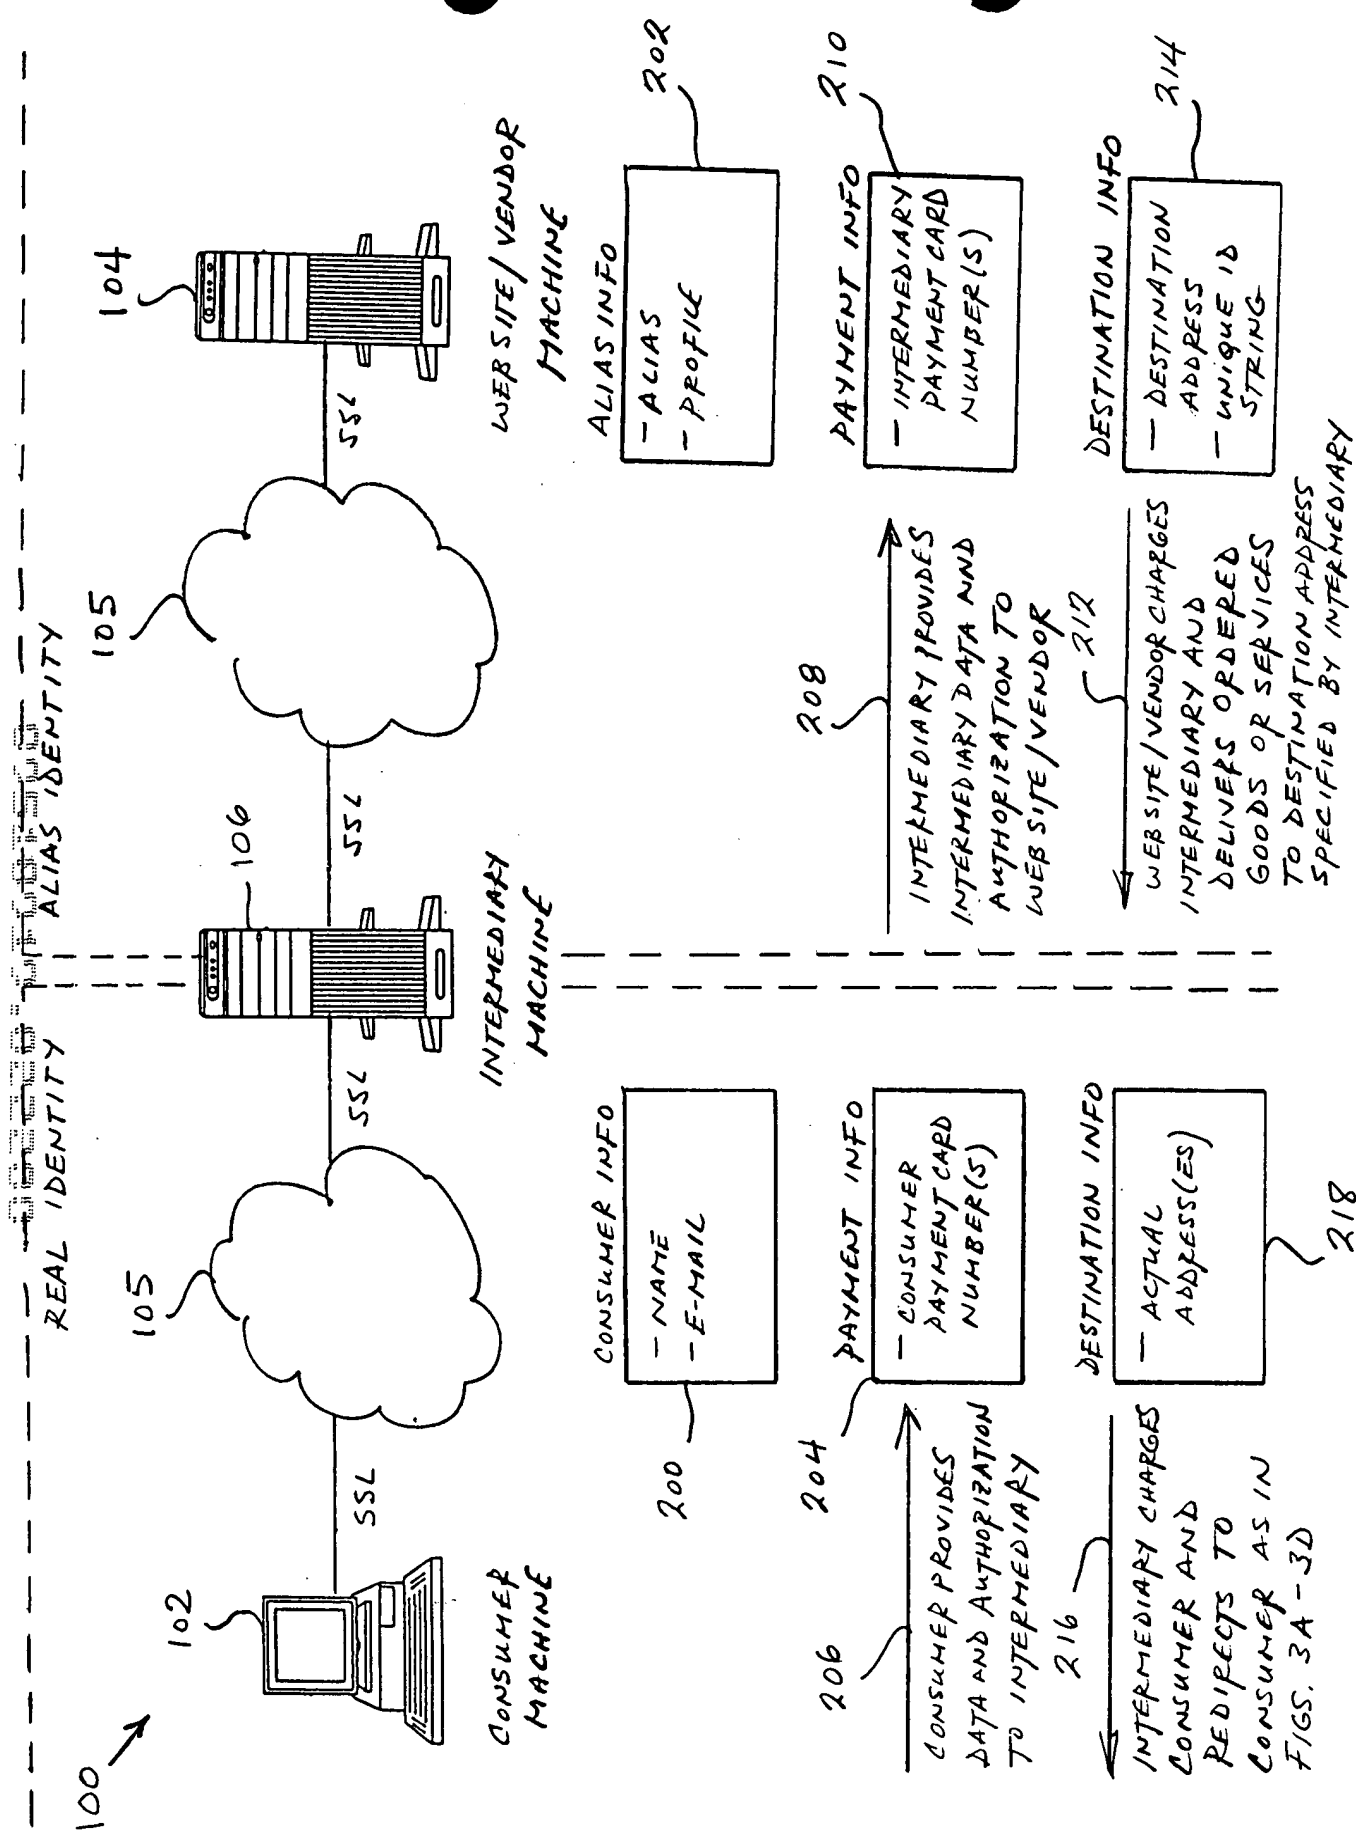 REAL IDENTITY
ALIAS IDENTITY
100
102
105
106
105
104
SSL
SSL
SSL
SSL
CONSUMER
MACHINE
INTERMEDIARY
MACHINE
WEB SITE/VENDOR
MACHINE
CONSUMER INFO
- NAME
- E-MAIL
200
ALIAS INFO
- ALIAS
- PROFILE
202
204
PAYMENT INFO
- CONSUMER
PAYMENT CARD
NUMBER(S)
PAYMENT INFO
- INTERMEDIARY
PAYMENT CARD
NUMBER(S)
210
206
CONSUMER PROVIDES
DATA AND AUTHORIZATION
TO INTERMEDIARY
208
INTERMEDIARY PROVIDES
INTERMEDIARY DATA AND
AUTHORIZATION TO
WEB SITE/VENDOR
216
INTERMEDIARY CHARGES
CONSUMER AND
REDIRECTS TO
CONSUMER AS IN
FIGS. 3A-3D
DESTINATION INFO
- ACTUAL
ADDRESS(ES)
218
212
WEB SITE/VENDOR CHARGES
INTERMEDIARY AND
DELIVERS ORDERED
GOODS OR SERVICES
TO DESTINATION ADDRESS
SPECIFIED BY INTERMEDIARY
DESTINATION INFO
- DESTINATION
ADDRESS
- UNIQUE ID
STRING
214